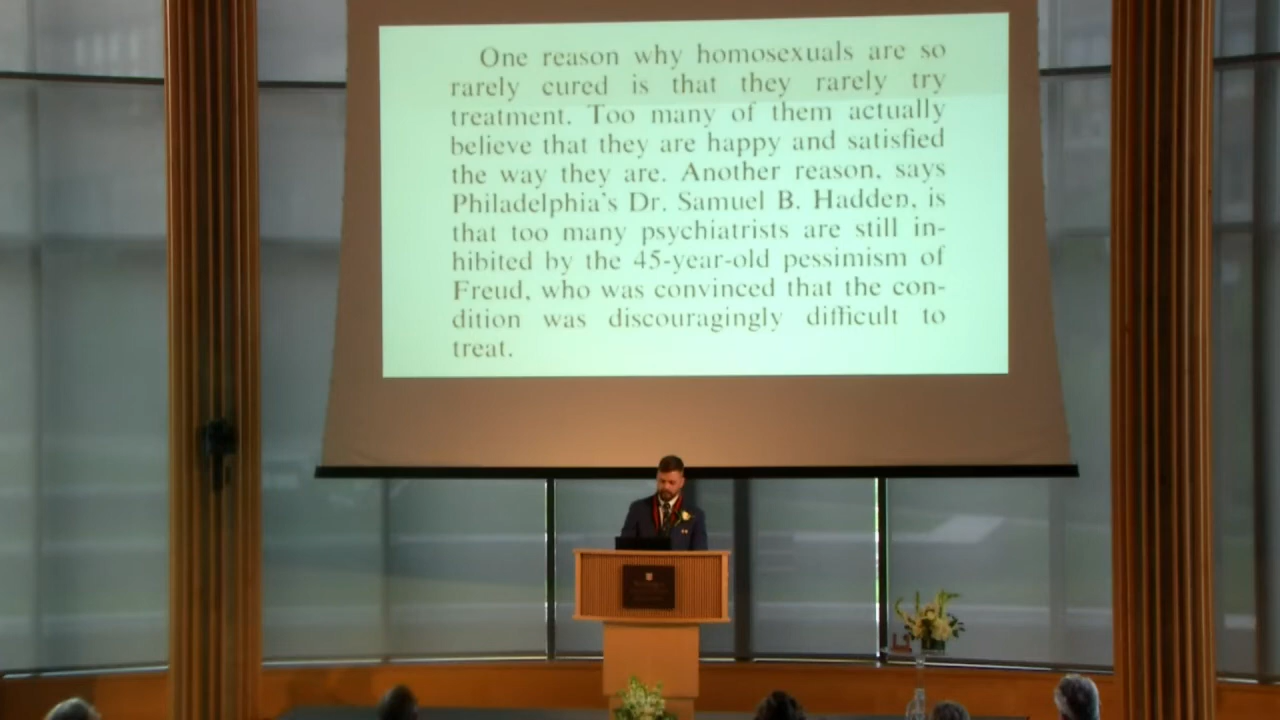 One reason why homosexuals are so
rarely cured is that they rarely try
treatment. Too many of them actually
believe that they are happy and satisfied
the way they are. Another reason, says
Philadelphia's Dr. Samuel B. Hadden, is
that too many psychiatrists are still in-
hibited by the 45-year-old pessimism of
Freud, who was convinced that the con-
dition was discouragingly difficult to
treat.